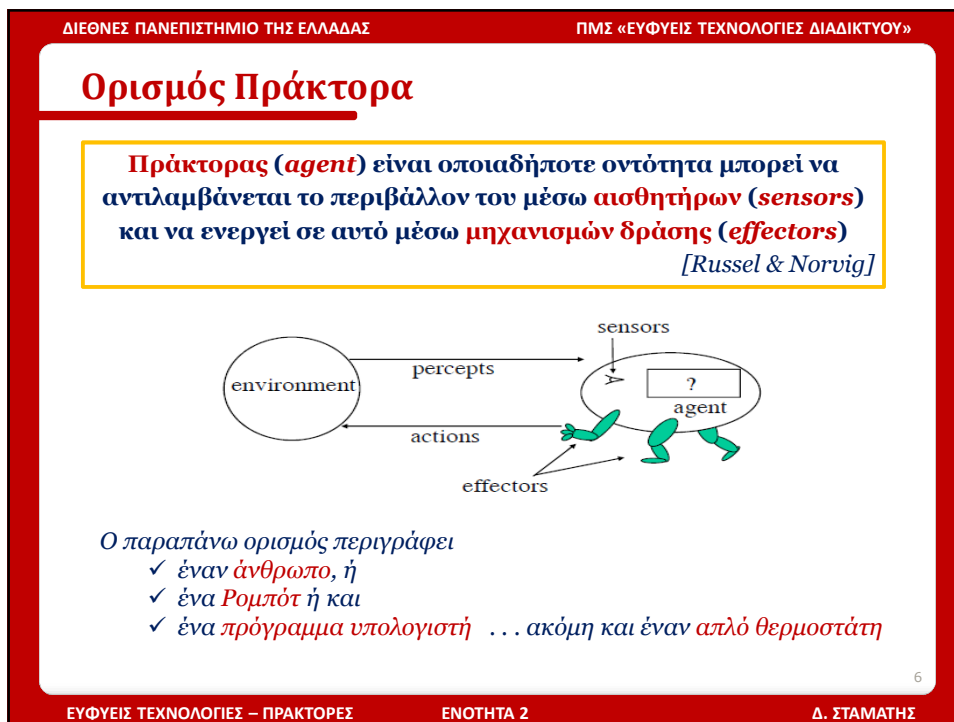 ΔΙΕΘΝΕΣ ΠΑΝΕΠΙΣΤΗΜΙΟ ΤΗΣ ΕΛΛΑΔΑΣ ΠΜΣ «ΕΥΦΥΕΙΣ ΤΕΧΝΟΛΟΓΙΕΣ ΔΙΑΔΙΚΤΥΟΥ»
Ορισμός Πράκτορα
Πράκτορας (agent) είναι οποιαδήποτε οντότητα μπορεί να
αντιλαμβάνεται το περιβάλλον του μέσω αισθητήρων (sensors)
και να ενεργεί σε αυτό μέσω μηχανισμών δράσης (effectors)
[Russel & Norvig]
sensors
percepts
environment
?
agent
actions
effectors
Ο παραπάνω ορισμός περιγράφει
✓ έναν άνθρωπο, ή
✓ ένα Ρομπότ ή και
✓ ένα πρόγραμμα υπολογιστή . . . ακόμη και έναν απλό θερμοστάτη
6
ΕΥΦΥΕΙΣ ΤΕΧΝΟΛΟΓΙΕΣ – ΠΡΑΚΤΟΡΕΣ ΕΝΟΤΗΤΑ 2 Δ. ΣΤΑΜΑΤΗΣ